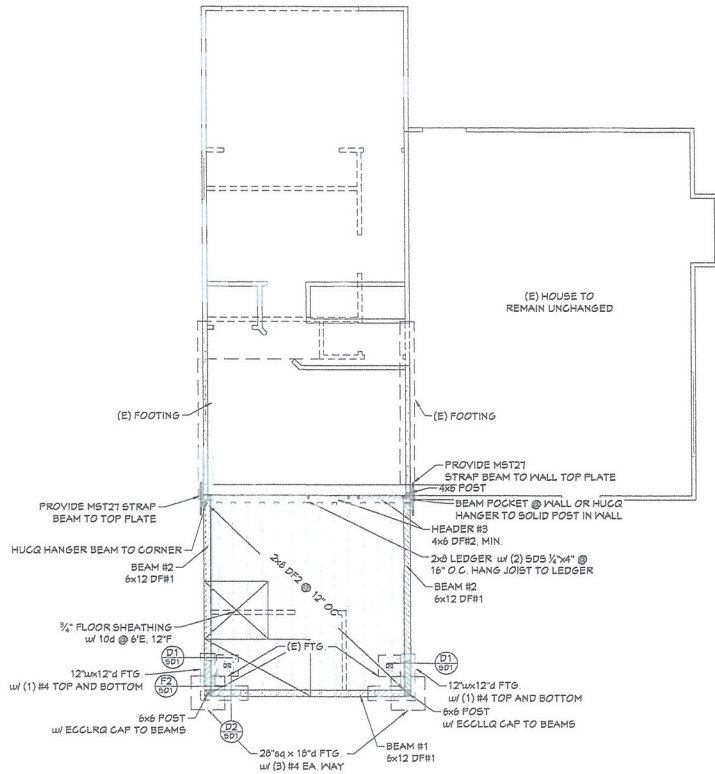 (E) HOUSE TO
REMAIN UNCHANGED
(E) FOOTING
(E) FOOTING
PROVIDE MST27
STRAP BEAM TO WALL TOP PLATE
4x6 POST
PROVIDE MST27 STRAP
BEAM TO TOP PLATE
BEAM POCKET @ WALL OR HUCQ
HANGER TO SOLID POST IN WALL
HEADER #3
4x6 DF#2, MIN.
HUCQ HANGER BEAM TO CORNER
2x8 LEDGER w/ (2) SDS 1/4"x4" @
16" O.C. HANG JOIST TO LEDGER
BEAM #2
6x12 DF#1
BEAM #2
6x12 DF#1
2x8 DF2 @ 12" OC
3/4" FLOOR SHEATHING
w/ 10d @ 6"E, 12"F
(E) FTG.
D1
SD1
D1
SD1
12"wx12"d FTG.
w/ (1) #4 TOP AND BOTTOM
F2
SD1
12"wx12"d FTG.
w/ (1) #4 TOP AND BOTTOM
6x6 POST
w/ ECCLRQ CAP TO BEAMS
6x6 POST
w/ ECCLLQ CAP TO BEAMS
D2
SD1
28"sq x 18"d FTG.
w/ (3) #4 EA. WAY
BEAM #1
6x12 DF#1